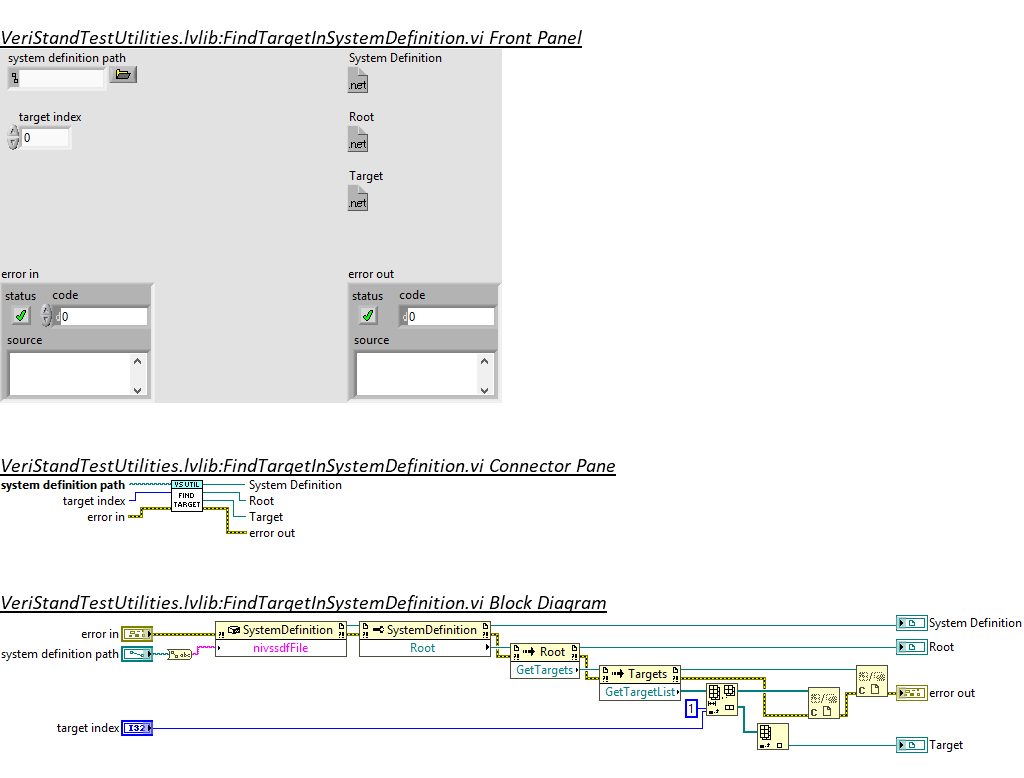 VeriStandTestUtilities.lvlib:FindTargetInSystemDefinition.vi Front Panel
system definition path
System Definition
.net
target index
0
Root
.net
Target
.net
error in
status code
0
source
error out
status code
0
source
VeriStandTestUtilities.lvlib:FindTargetInSystemDefinition.vi Connector Pane
system definition path
target index
error in
VS UTIL
FIND
TARGET
System Definition
Root
Target
error out
VeriStandTestUtilities.lvlib:FindTargetInSystemDefinition.vi Block Diagram
error in
SystemDefinition
nivssdfFile
SystemDefinition
Root
System Definition
system definition path
abc
Root
Root
GetTargets
Targets
GetTargetList
error out
1
C
C
target index
I32
Target